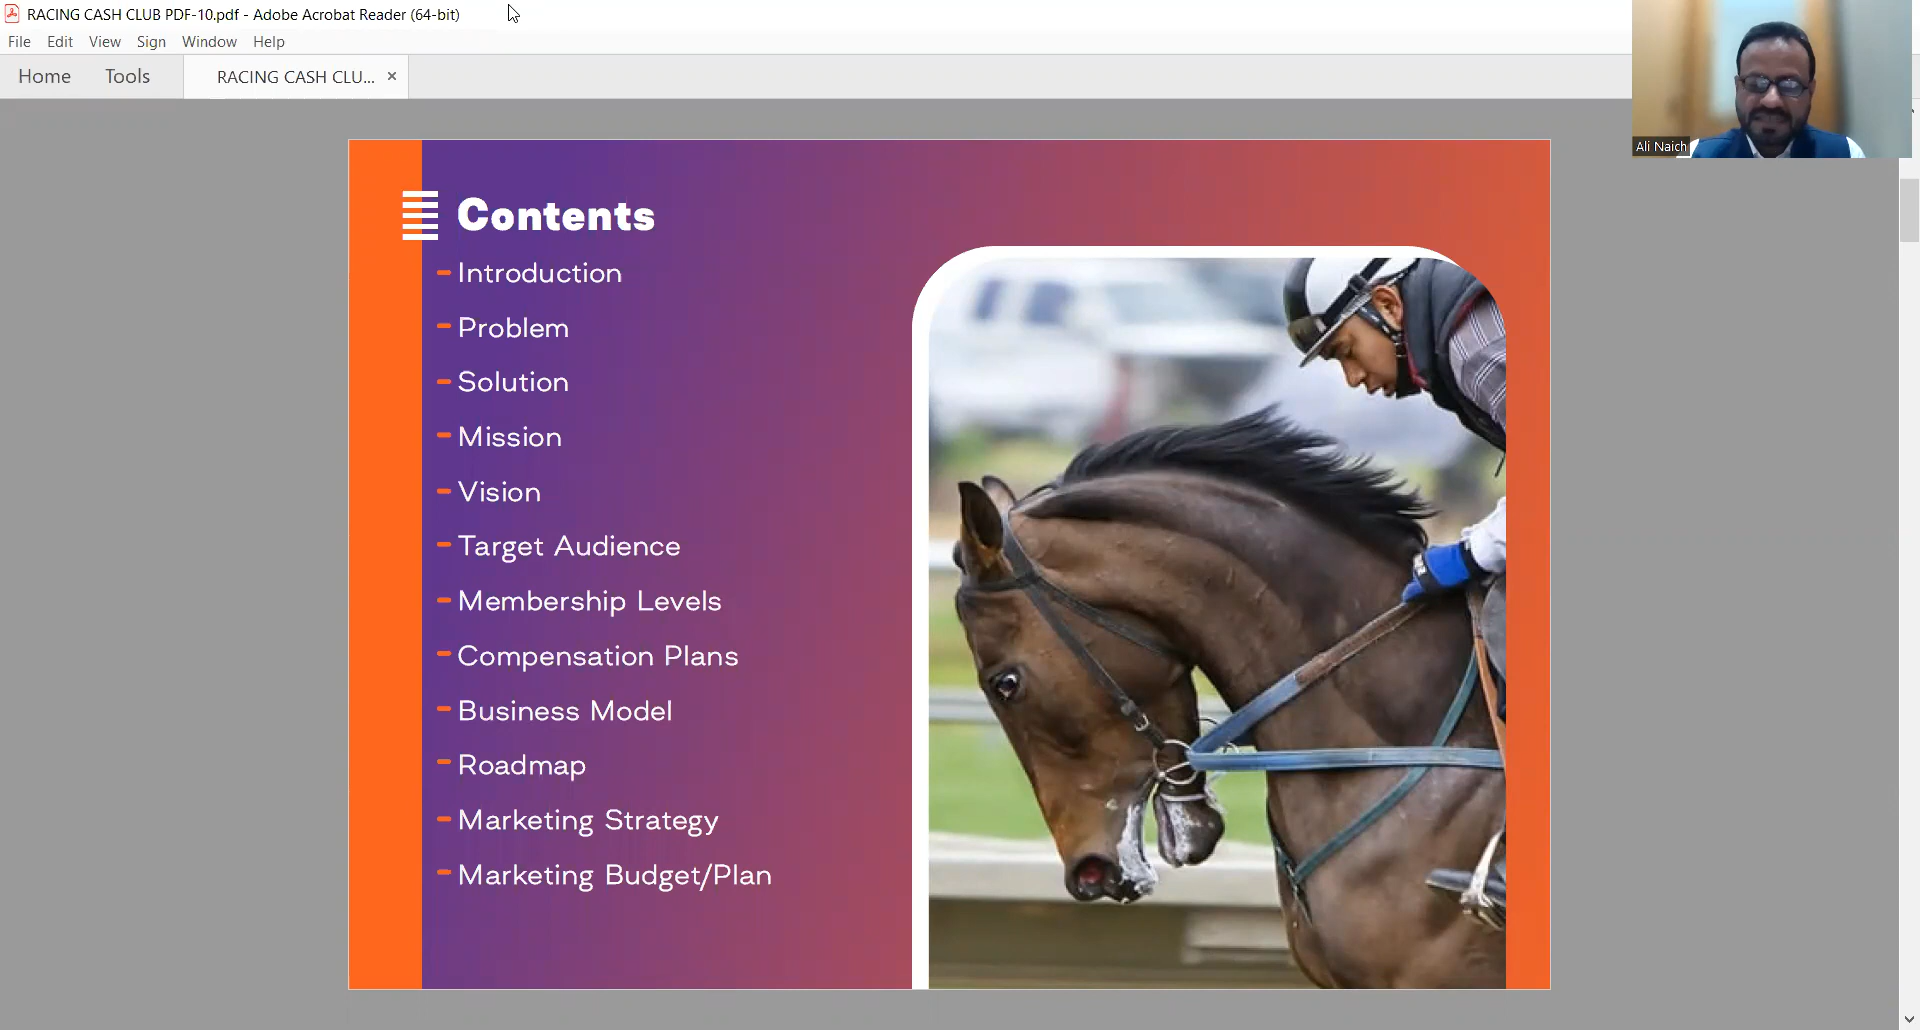 RACING CASH CLUB PDF-10.pdf - Adobe Acrobat Reader (64-bit)
File Edit View Sign Window Help
Home Tools RACING CASH CLU... ×
Ali Naich
Contents
Introduction
Problem
Solution
Mission
Vision
Target Audience
Membership Levels
Compensation Plans
Business Model
Roadmap
Marketing Strategy
Marketing Budget/Plan